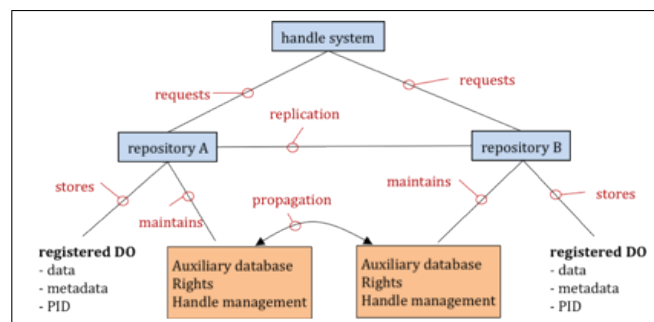 handle system
requests
requests
replication
repository A
repository B
stores
maintains
propagation
maintains
stores
registered DO
- data
- metadata
- PID
Auxiliary database
Rights
Handle management
Auxiliary database
Rights
Handle management
registered DO
- data
- metadata
- PID